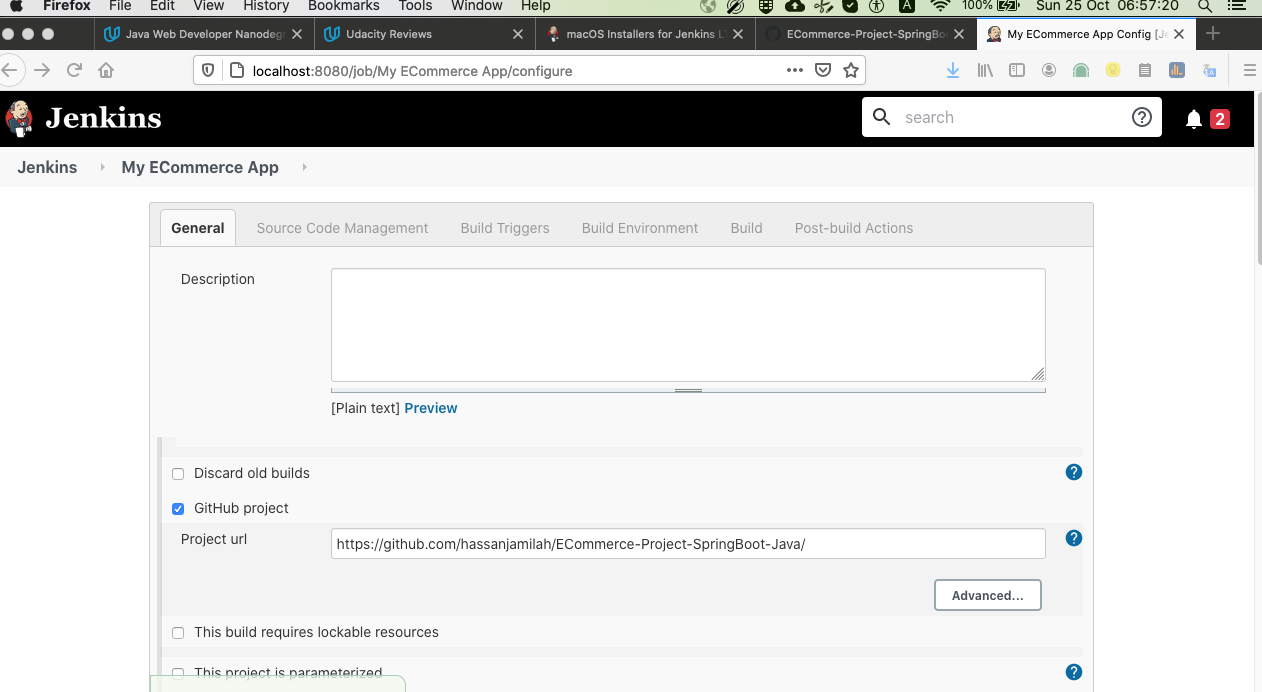 Firefox File Edit View History Bookmarks Tools Window Help 100% Sun 25 Oct 06:57:20
Java Web Developer Nanodegr Udacity Reviews macOS Installers for Jenkins LT ECommerce-Project-SpringBo My ECommerce App Config [Je
localhost:8080/job/My ECommerce App/configure
Jenkins search 2
Jenkins My ECommerce App
General Source Code Management Build Triggers Build Environment Build Post-build Actions
Description
[Plain text] Preview
Discard old builds ?
GitHub project
Project url https://github.com/hassanjamilah/ECommerce-Project-SpringBoot-Java/ ?
Advanced...
This build requires lockable resources
This project is parameterized ?